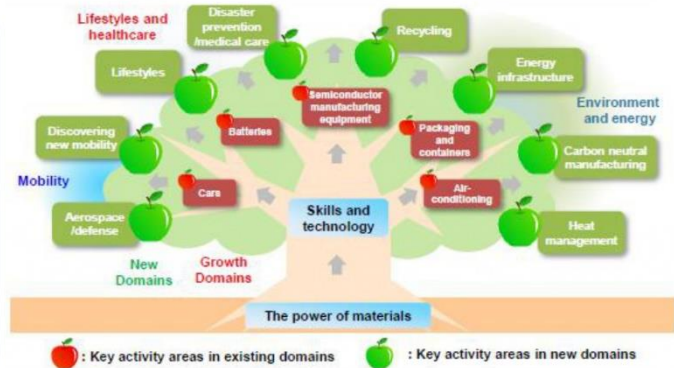 Lifestyles and
healthcare
Disaster
prevention
/medical care
Recycling
Lifestyles
Energy
infrastructure
Semiconductor
manufacturing
equipment
Batteries
Packaging
and
containers
Environment
and energy
Discovering
new mobility
Carbon neutral
manufacturing
Mobility
Cars
Air-
conditioning
Skills and
technology
Aerospace
/defense
Heat
management
New
Domains
Growth
Domains
The power of materials
: Key activity areas in existing domains
: Key activity areas in new domains